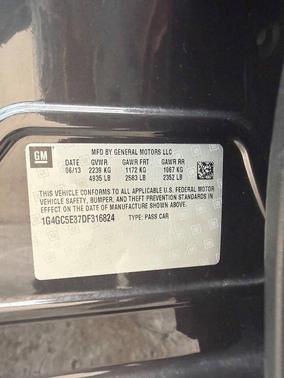 GM
MFD BY GENERAL MOTORS LLC
DATE GVWR GAWR FRT GAWR RR
06/13 2238 KG 1172 KG 1067 KG
4935 LB 2583 LB 2352 LB
THIS VEHICLE CONFORMS TO ALL APPLICABLE U.S. FEDERAL MOTOR
VEHICLE SAFETY, BUMPER, AND THEFT PREVENTION STANDARDS
IN EFFECT ON THE DATE OF MANUFACTURE SHOWN ABOVE.
1G4GC5E37DF316824 TYPE: PASS CAR